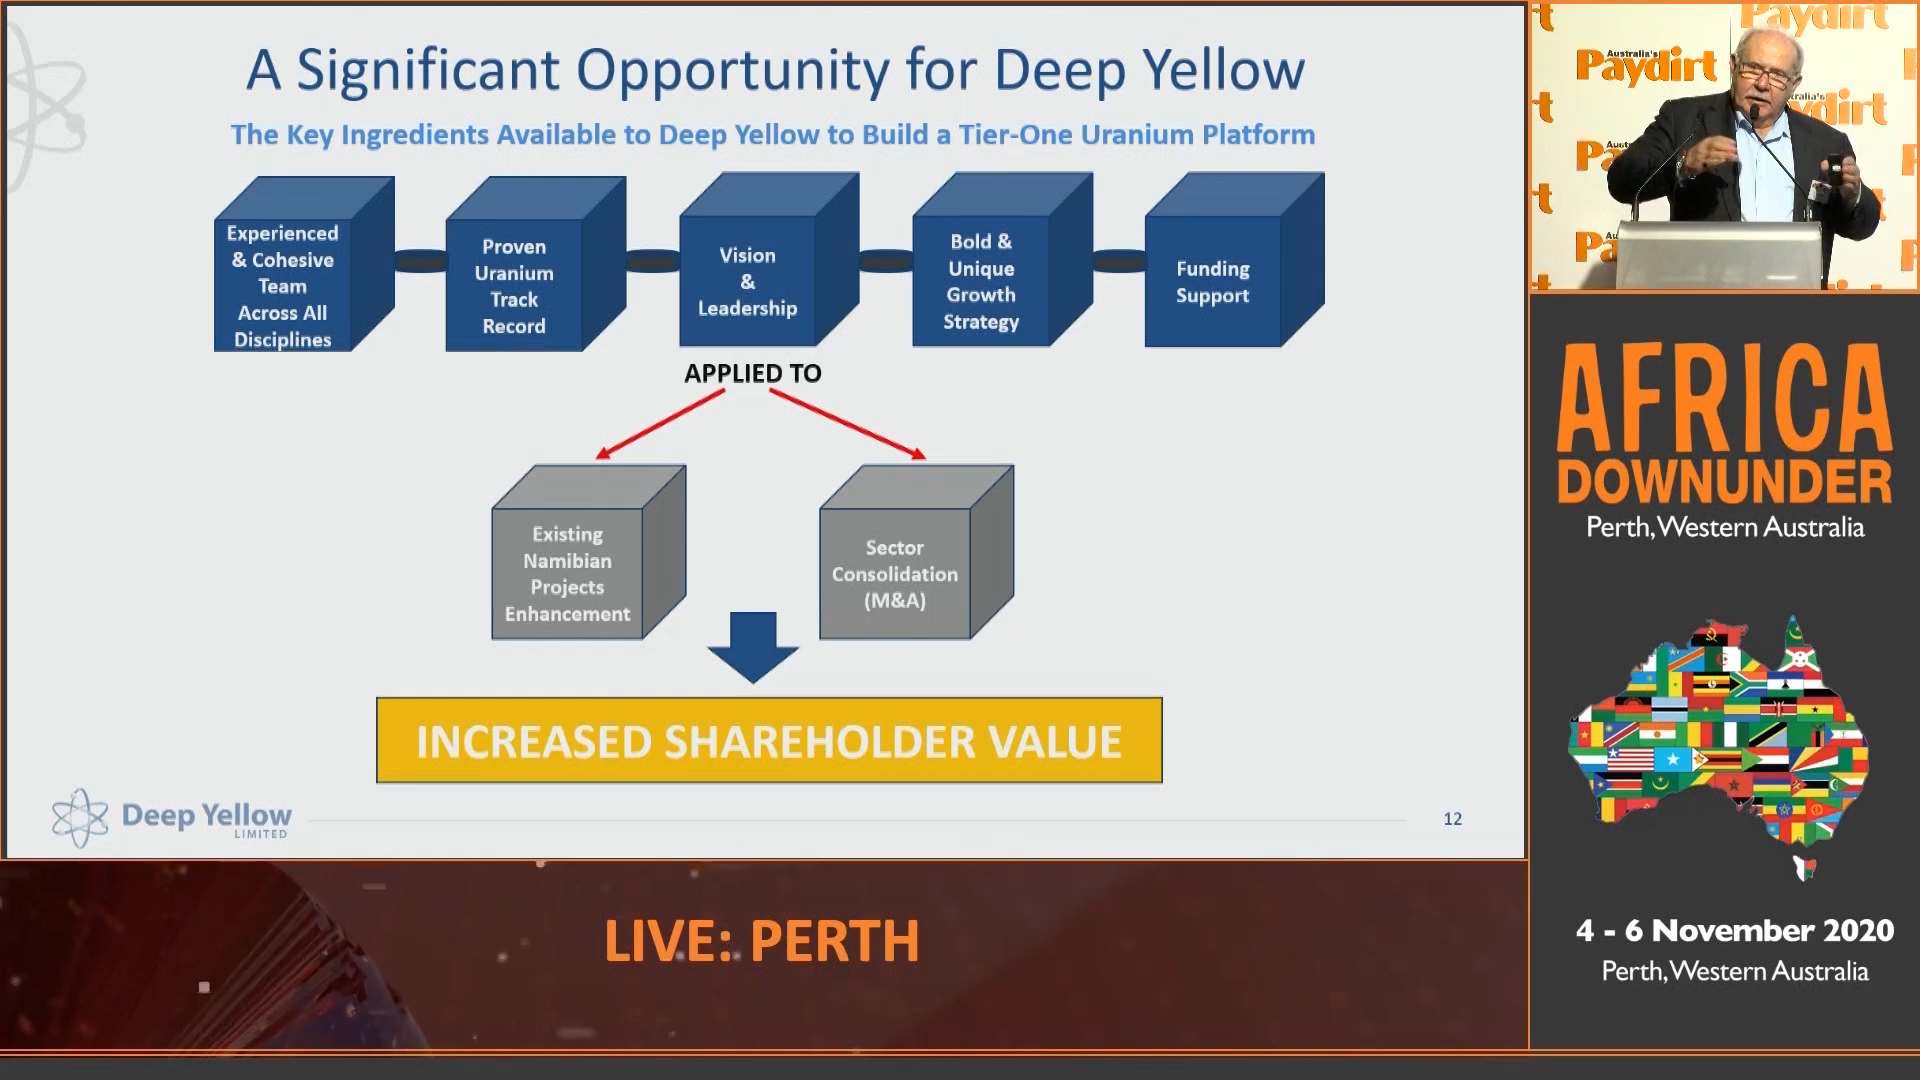 A Significant Opportunity for Deep Yellow
The Key Ingredients Available to Deep Yellow to Build a Tier-One Uranium Platform
Experienced
& Cohesive
Team
Across All
Disciplines
Proven
Uranium
Track
Record
Vision
&
Leadership
Bold &
Unique
Growth
Strategy
Funding
Support
APPLIED TO
Existing
Namibian
Projects
Enhancement
Sector
Consolidation
(M&A)
INCREASED SHAREHOLDER VALUE
Deep Yellow
LIMITED
12
LIVE: PERTH
Paydirt
Australia's
Paydirt
AFRICA
DOWNUNDER
Perth, Western Australia
4 - 6 November 2020
Perth, Western Australia